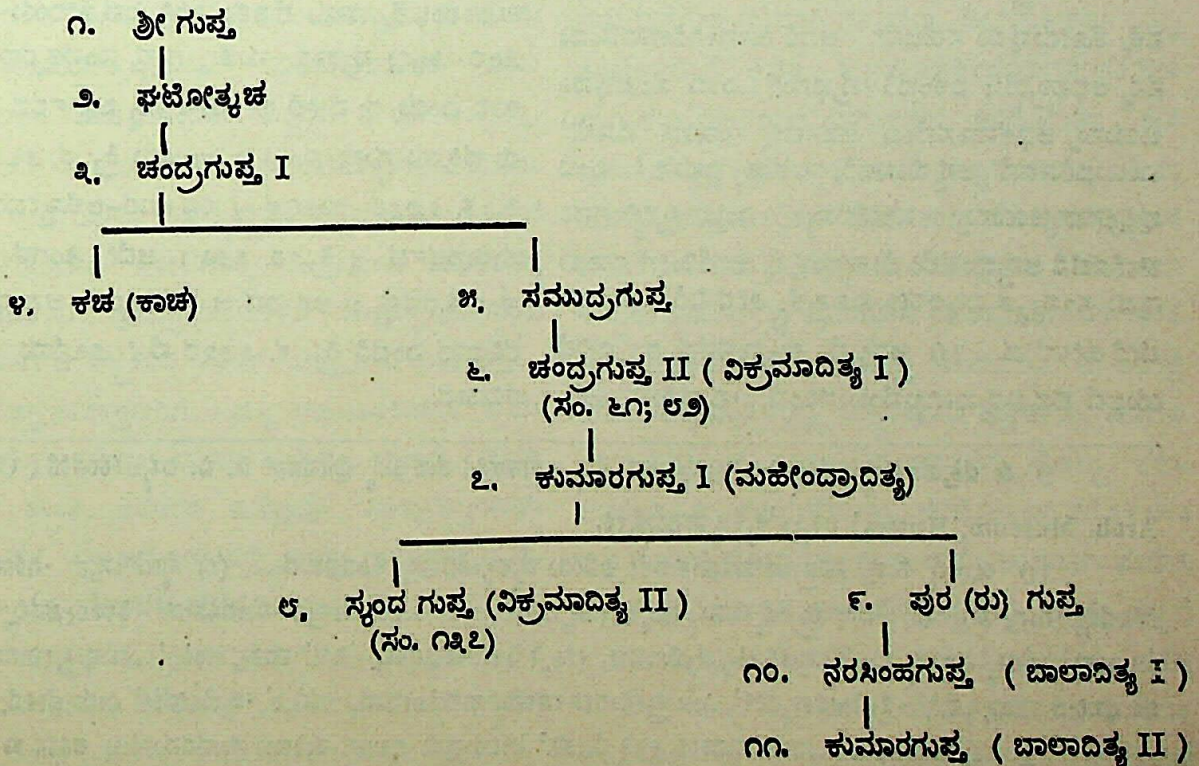 ೧. ಶ್ರೀ ಗುಪ್ತ
೨. ಘಟೋತ್ಕಚ
೩. ಚಂದ್ರಗುಪ್ತ I
೪. ಕಚ (ಕಾಚ)
೫. ಸಮುದ್ರಗುಪ್ತ
೬. ಚಂದ್ರಗುಪ್ತ II ( ವಿಕ್ರಮಾದಿತ್ಯ I )
(ಸಂ. ೬೧; ೮೨)
೭. ಕುಮಾರಗುಪ್ತ I (ಮಹೇಂದ್ರಾದಿತ್ಯ)
೮. ಸ್ಕಂದ ಗುಪ್ತ (ವಿಕ್ರಮಾದಿತ್ಯ II )
(ಸಂ. ೧೩೭)
೯. ಪುರ (ರು} ಗುಪ್ತ
೧೦. ನರಸಿಂಹಗುಪ್ತ ( ಬಾಲಾದಿತ್ಯ I )
೧೧. ಕುಮಾರಗುಪ್ತ ( ಬಾಲಾದಿತ್ಯ II )